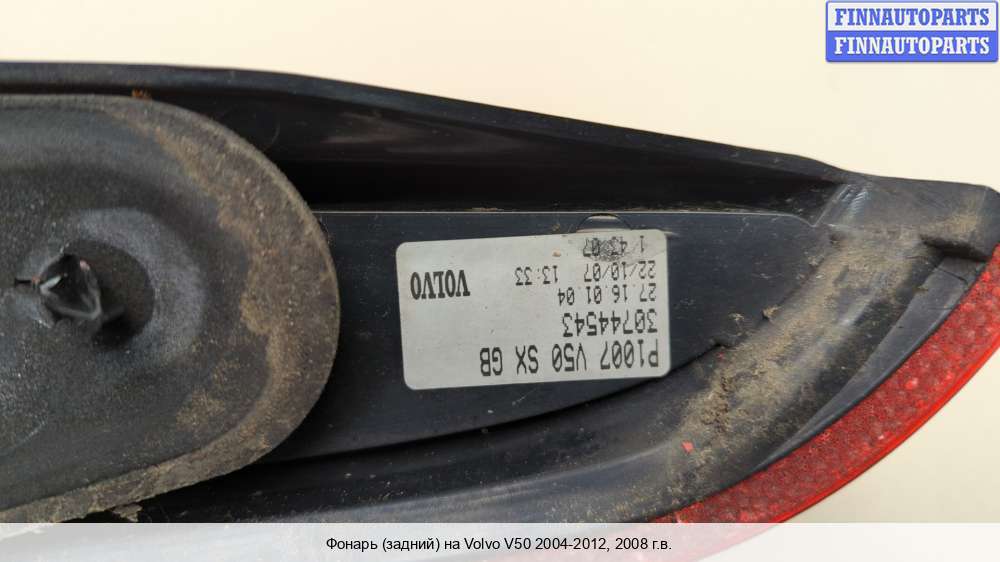 FINNAUTOPARTS
FINNAUTOPARTS
P1007 V50 SX GB
30744543
27.16.01.04
22/10/07 13:33
1 43/07
VOLVO
Фонарь (задний) на Volvo V50 2004-2012, 2008 г.в.